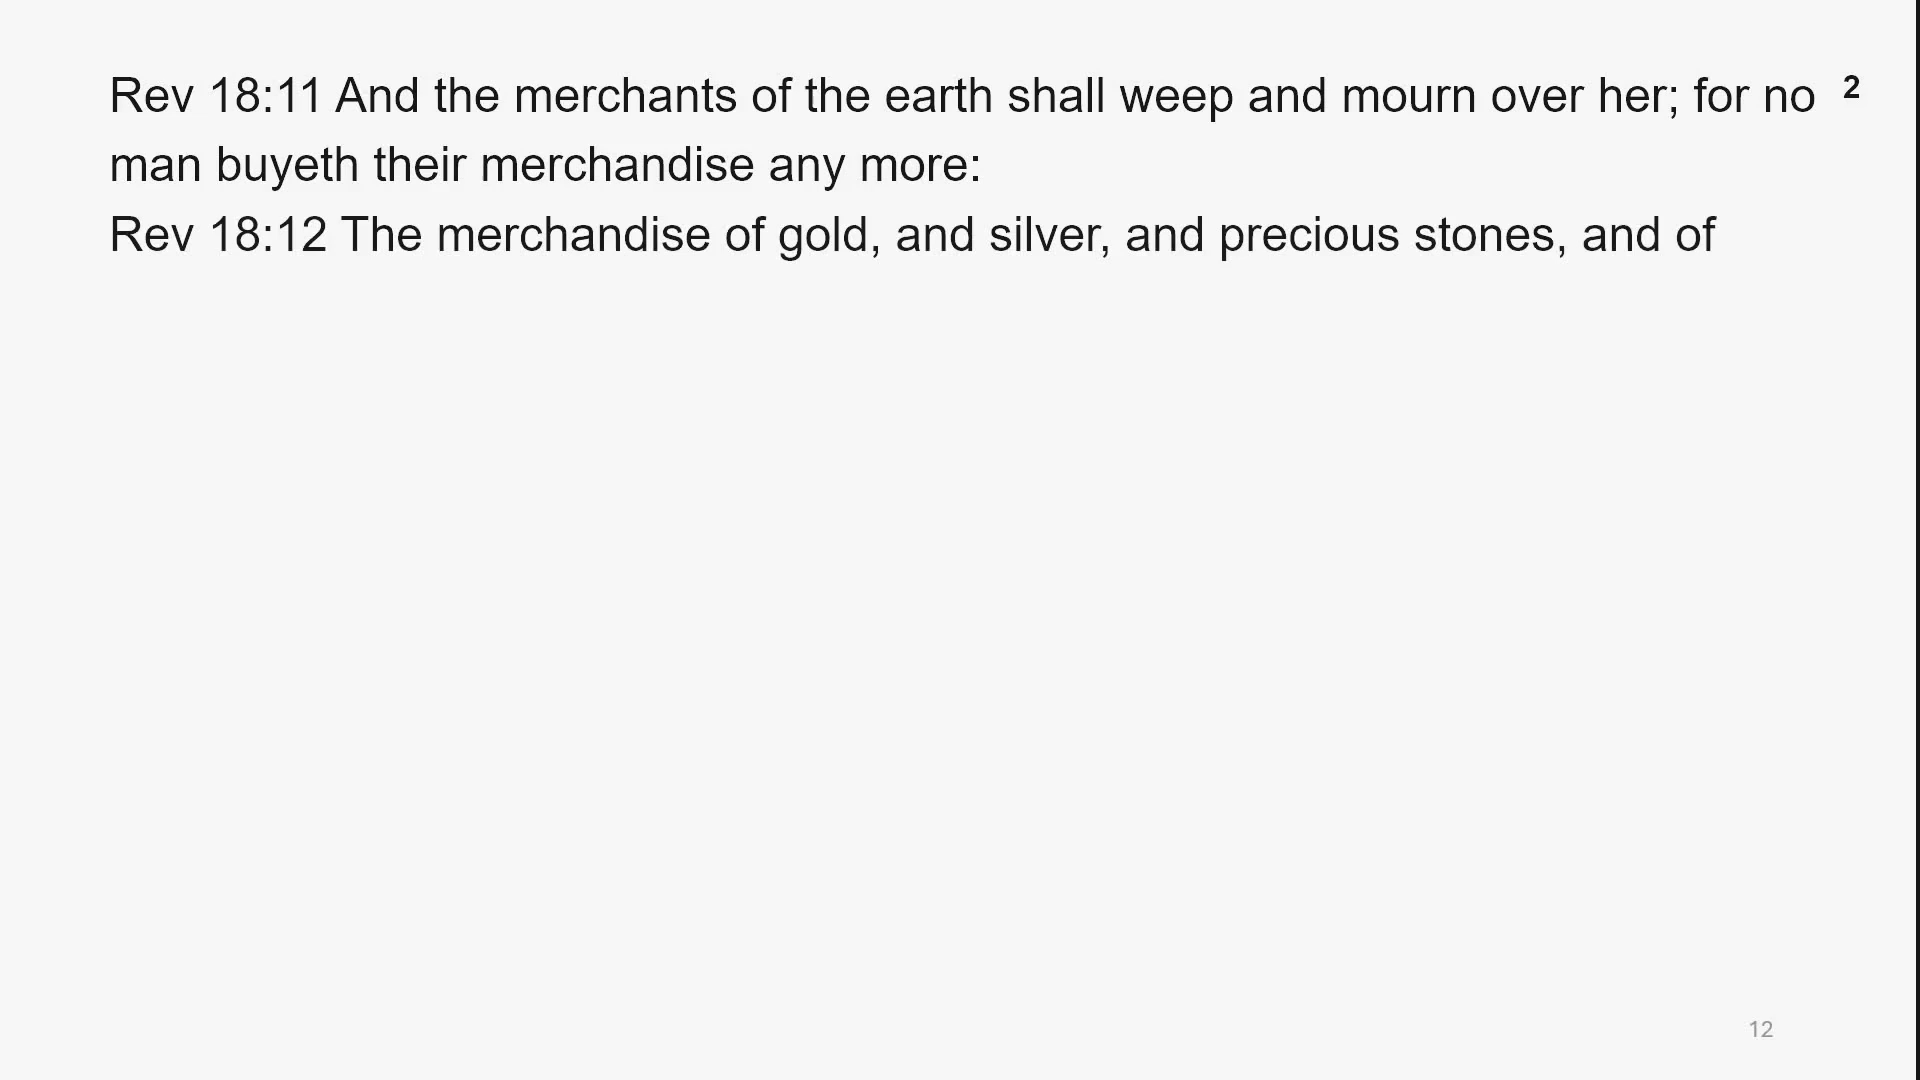 Rev 18:11 And the merchants of the earth shall weep and mourn over her; for no 2
man buyeth their merchandise any more:
Rev 18:12 The merchandise of gold, and silver, and precious stones, and of
12